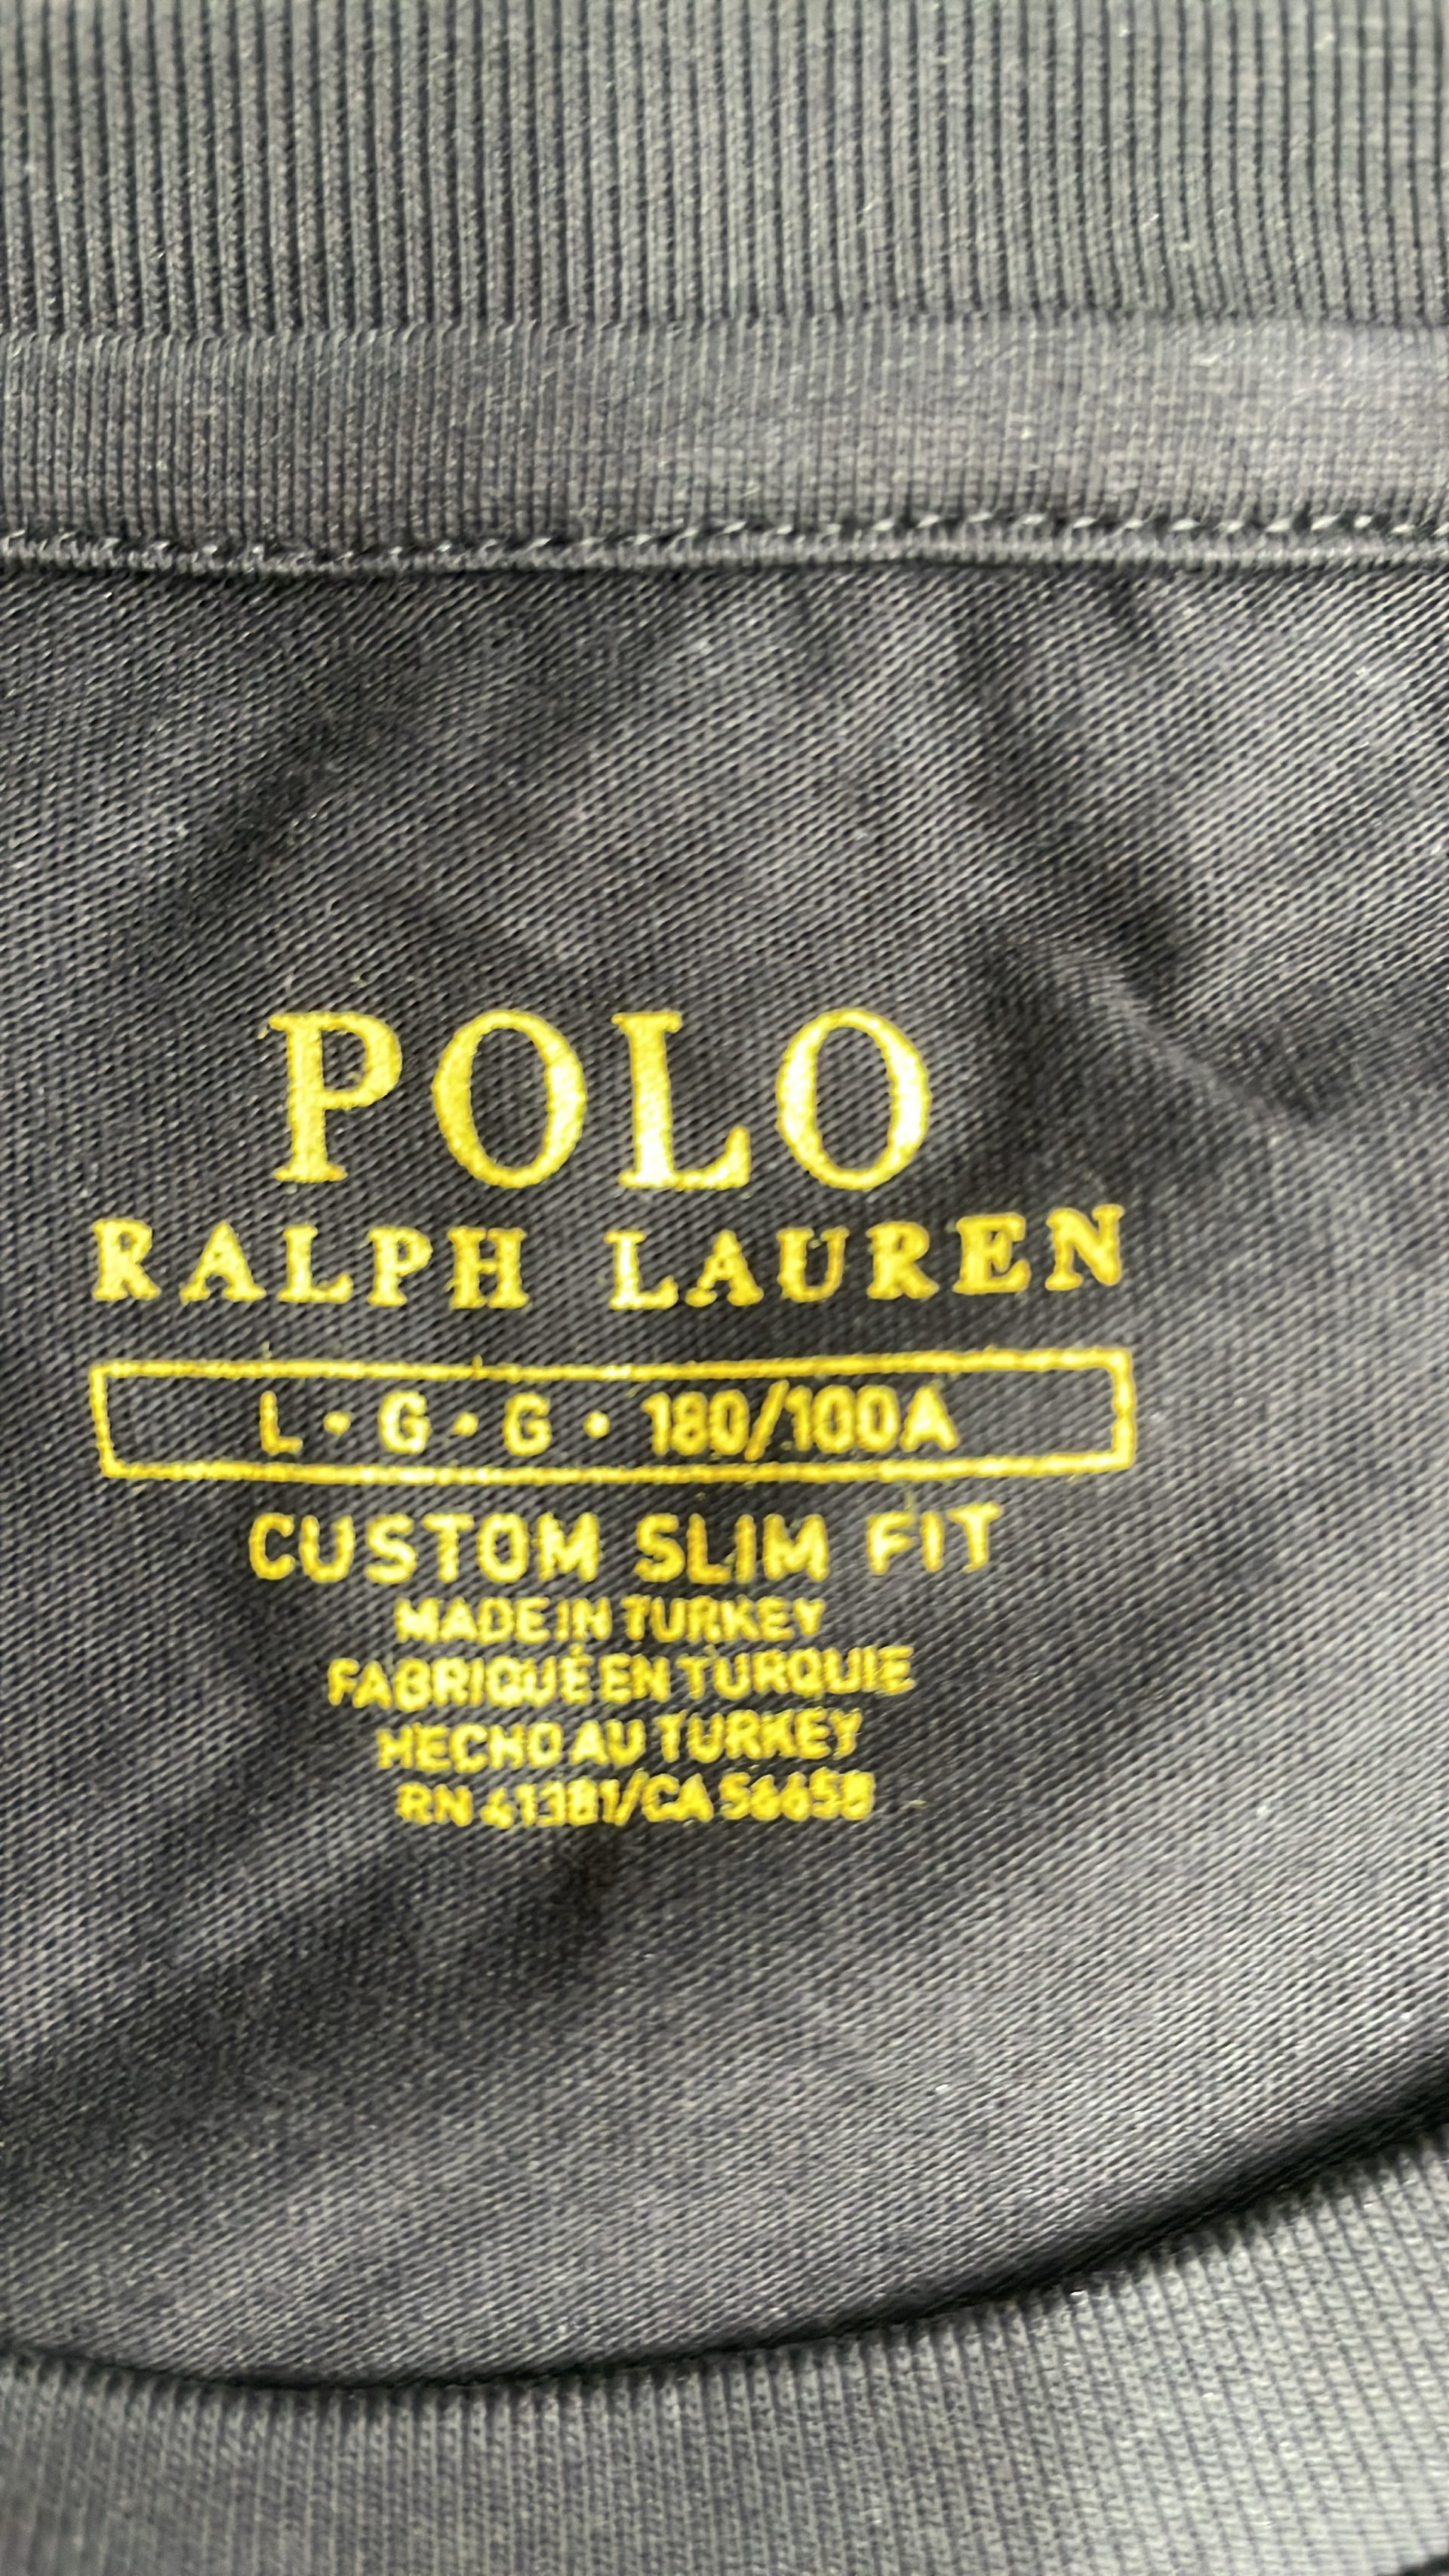 POLO
RALPH LAUREN
L • G • G • 180/100A
CUSTOM SLIM FIT
MADE IN TURKEY
FABRIQUÉ EN TURQUIE
HECHO AU TURKEY
RN 41381/CA 56658